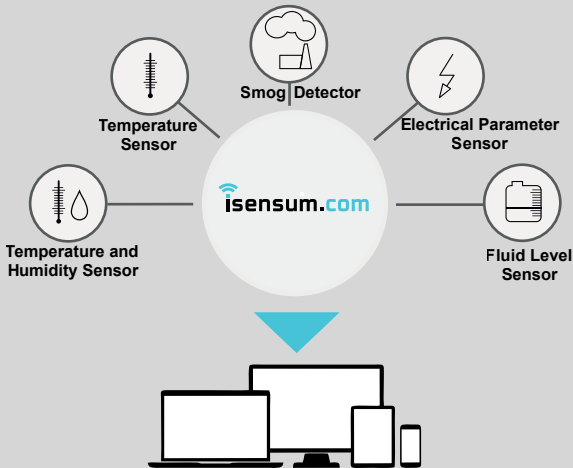 Smog Detector
Temperature
Sensor
Electrical Parameter
Sensor
isensum.com
Temperature and
Humidity Sensor
Fluid Level
Sensor